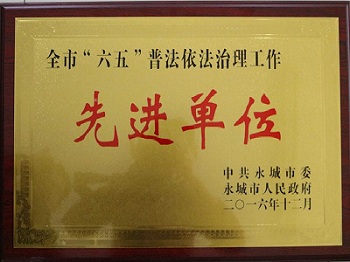 全市“六五”普法依法治理工作
先进单位
中共永城市委
永城市人民政府
二〇一六年十二月